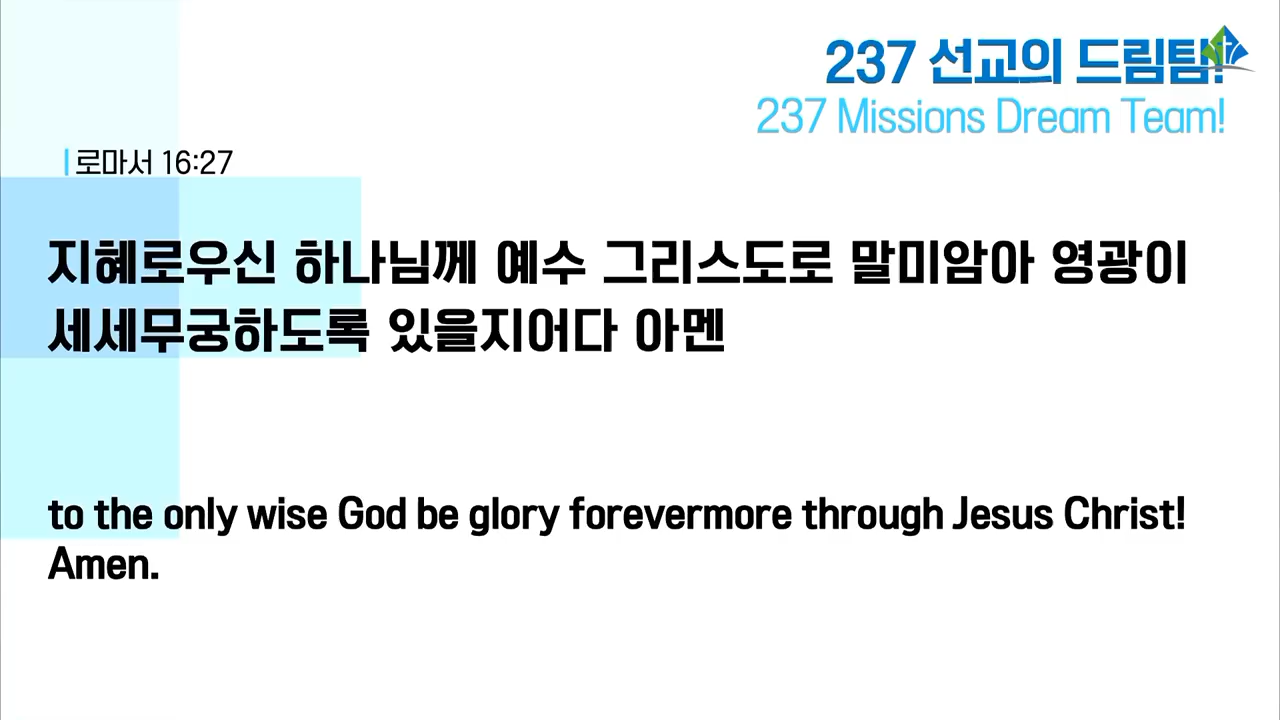 237 선교의 드림팀!
237 Missions Dream Team!
로마서 16:27
지혜로우신 하나님께 예수 그리스도로 말미암아 영광이
세세무궁하도록 있을지어다 아멘
to the only wise God be glory forevermore through Jesus Christ!
Amen.